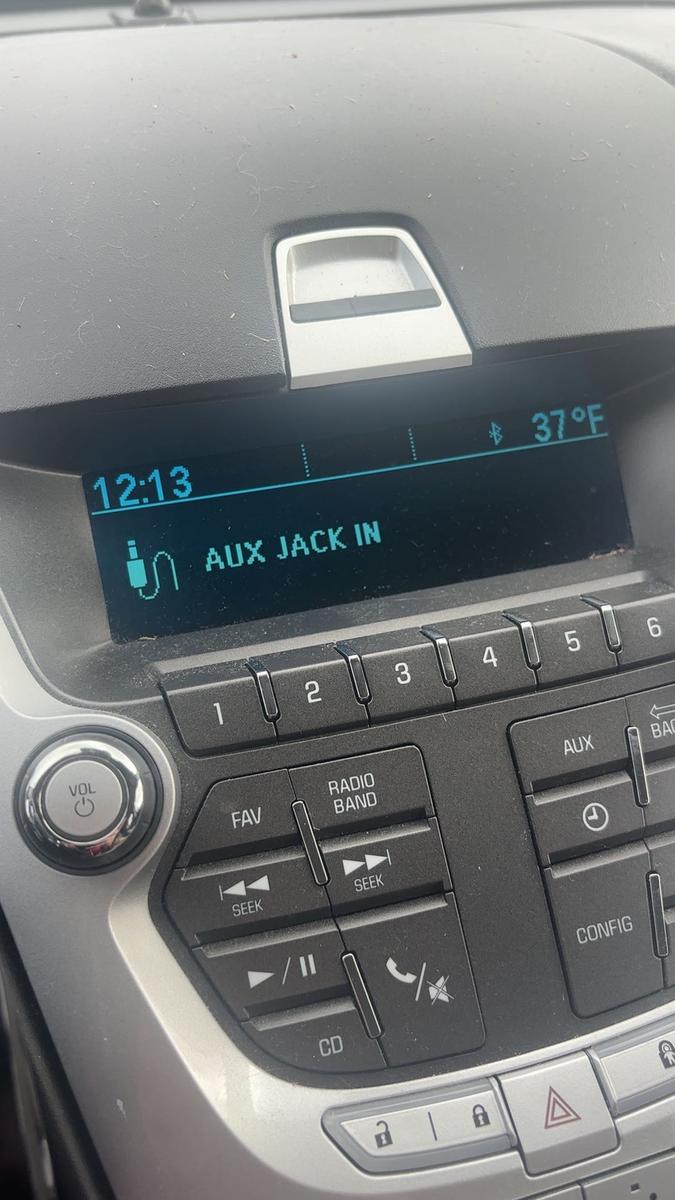 12:13 37°F
AUX JACK IN
1 2 3 4 5 6
VOL
FAV
RADIO
BAND
AUX
SEEK
SEEK
CONFIG
CD